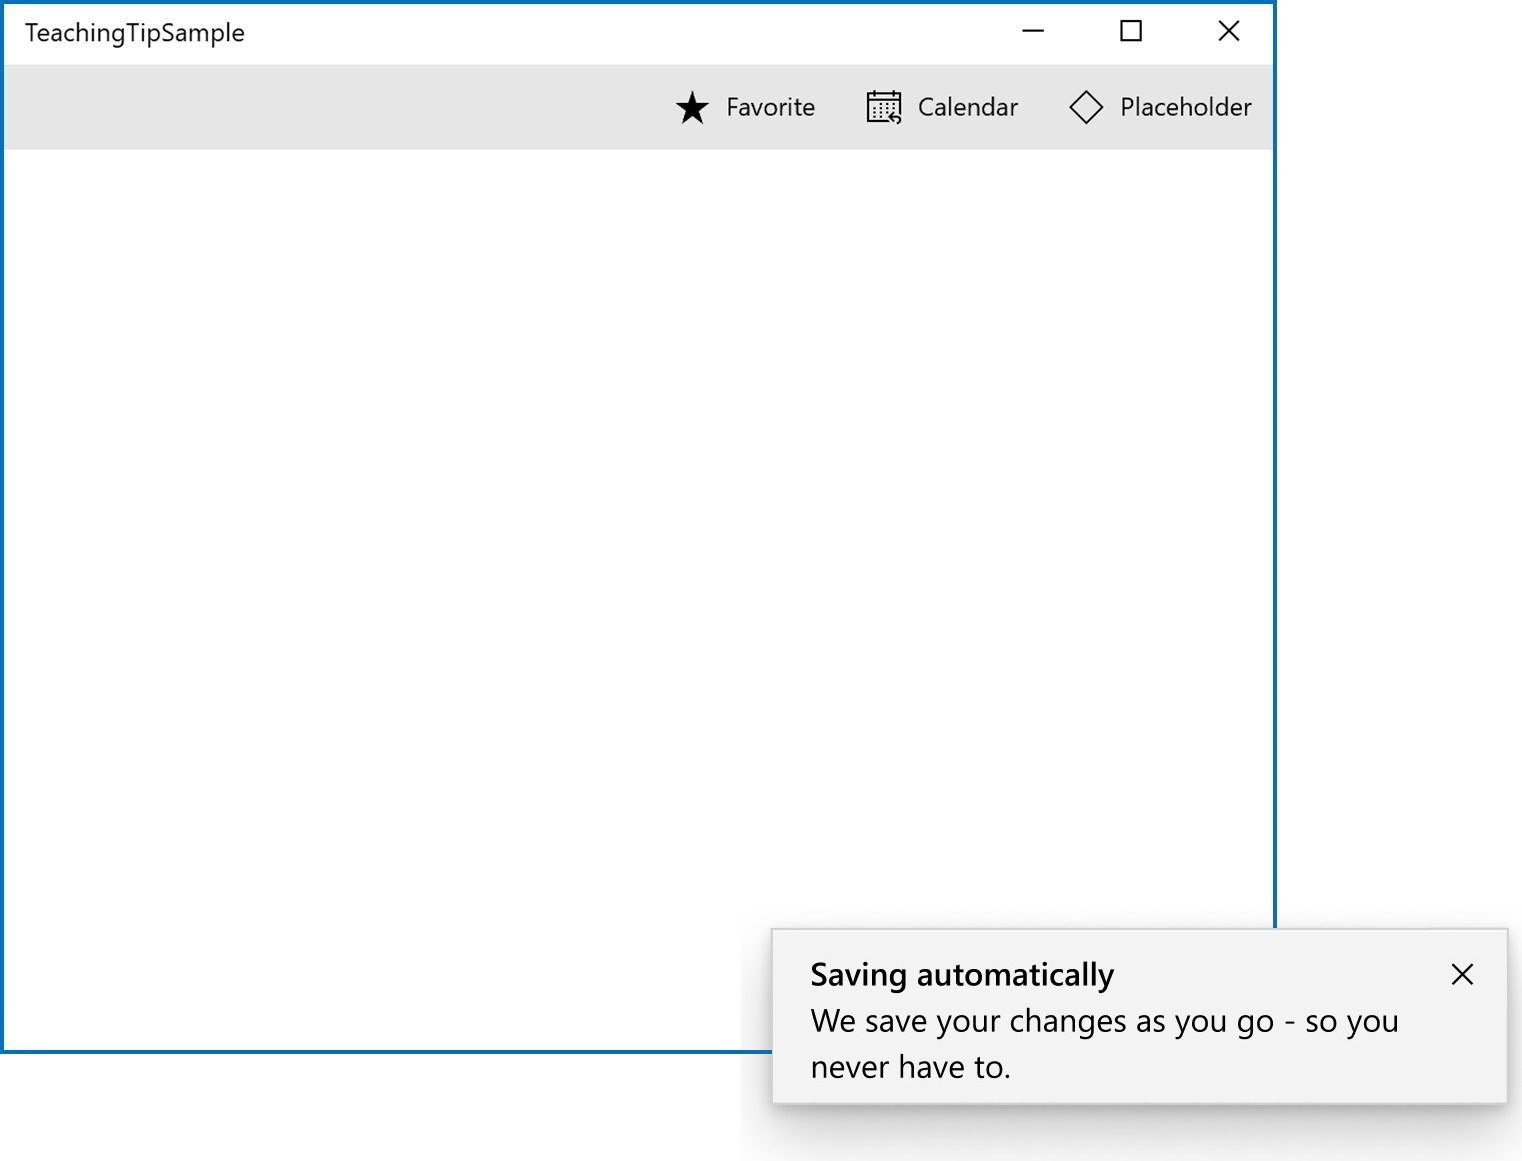 TeachingTipSample
Favorite Calendar Placeholder
Saving automatically
We save your changes as you go - so you
never have to.